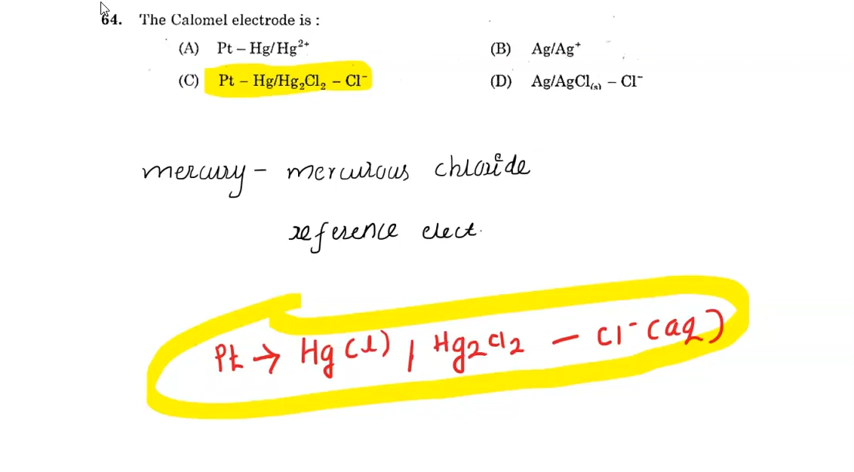 64. The Calomel electrode is :
(A) Pt – Hg/Hg²⁺ (B) Ag/Ag⁺
(C) Pt – Hg/Hg₂Cl₂ – Cl⁻ (D) Ag/AgCl₍ₛ₎ – Cl⁻
mercury – mercurous chloride
reference elect.
Pt → Hg(l) | Hg2Cl2 – Cl⁻(aq)